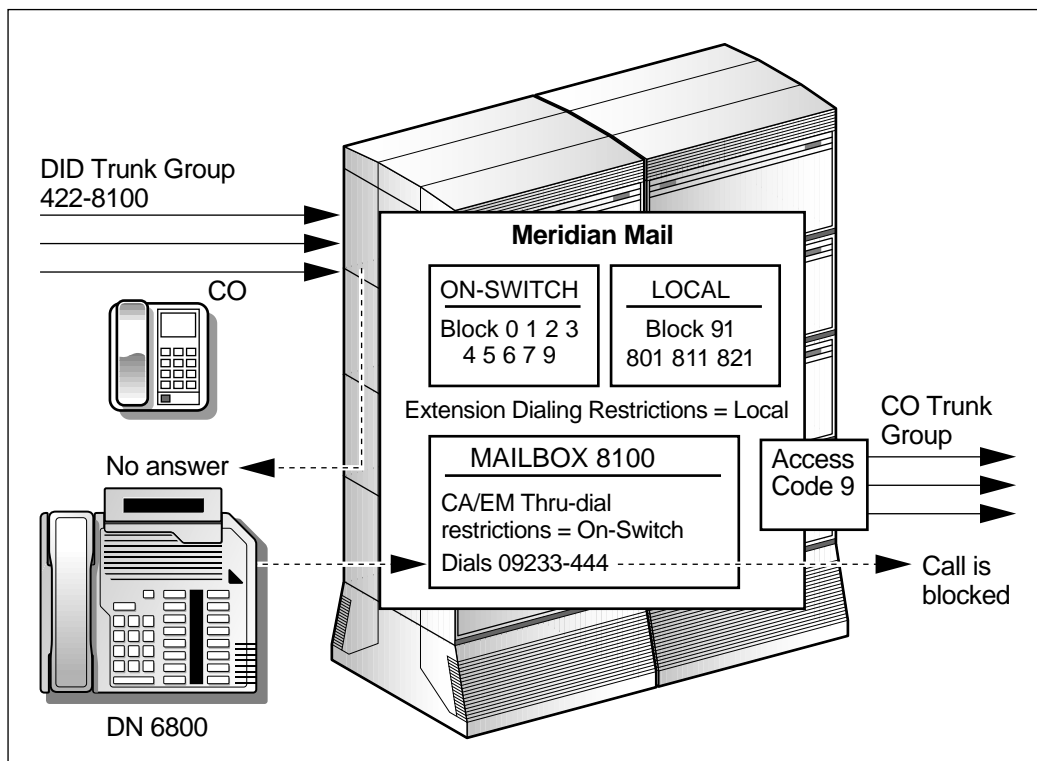 DID Trunk Group
422-8100
CO
No answer
DN 6800
Meridian Mail
ON-SWITCH
Block 0 1 2 3
4 5 6 7 9
LOCAL
Block 91
801 811 821
Extension Dialing Restrictions = Local
MAILBOX 8100
CA/EM Thru-dial
restrictions = On-Switch
Dials 09233-444
Access
Code 9
CO Trunk
Group
Call is
blocked